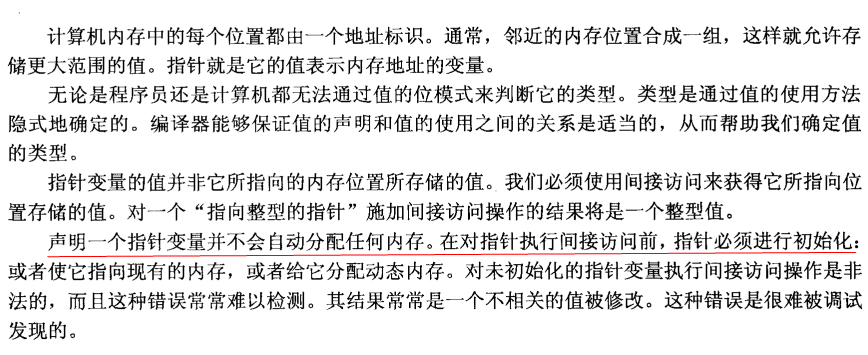 计算机内存中的每个位置都由一个地址标识。通常，邻近的内存位置合成一组，这样就允许存
储更大范围的值。指针就是它的值表示内存地址的变量。
无论是程序员还是计算机都无法通过值的位模式来判断它的类型。类型是通过值的使用方法
隐式地确定的。编译器能够保证值的声明和值的使用之间的关系是适当的，从而帮助我们确定值
的类型。
指针变量的值并非它所指向的内存位置所存储的值。我们必须使用间接访问来获得它所指向位
置存储的值。对一个“指向整型的指针”施加间接访问操作的结果将是一个整型值。
声明一个指针变量并不会自动分配任何内存。在对指针执行间接访问前，指针必须进行初始化：
或者使它指向现有的内存，或者给它分配动态内存。对未初始化的指针变量执行间接访问操作是非
法的，而且这种错误常常难以检测。其结果常常是一个不相关的值被修改。这种错误是很难被调试
发现的。